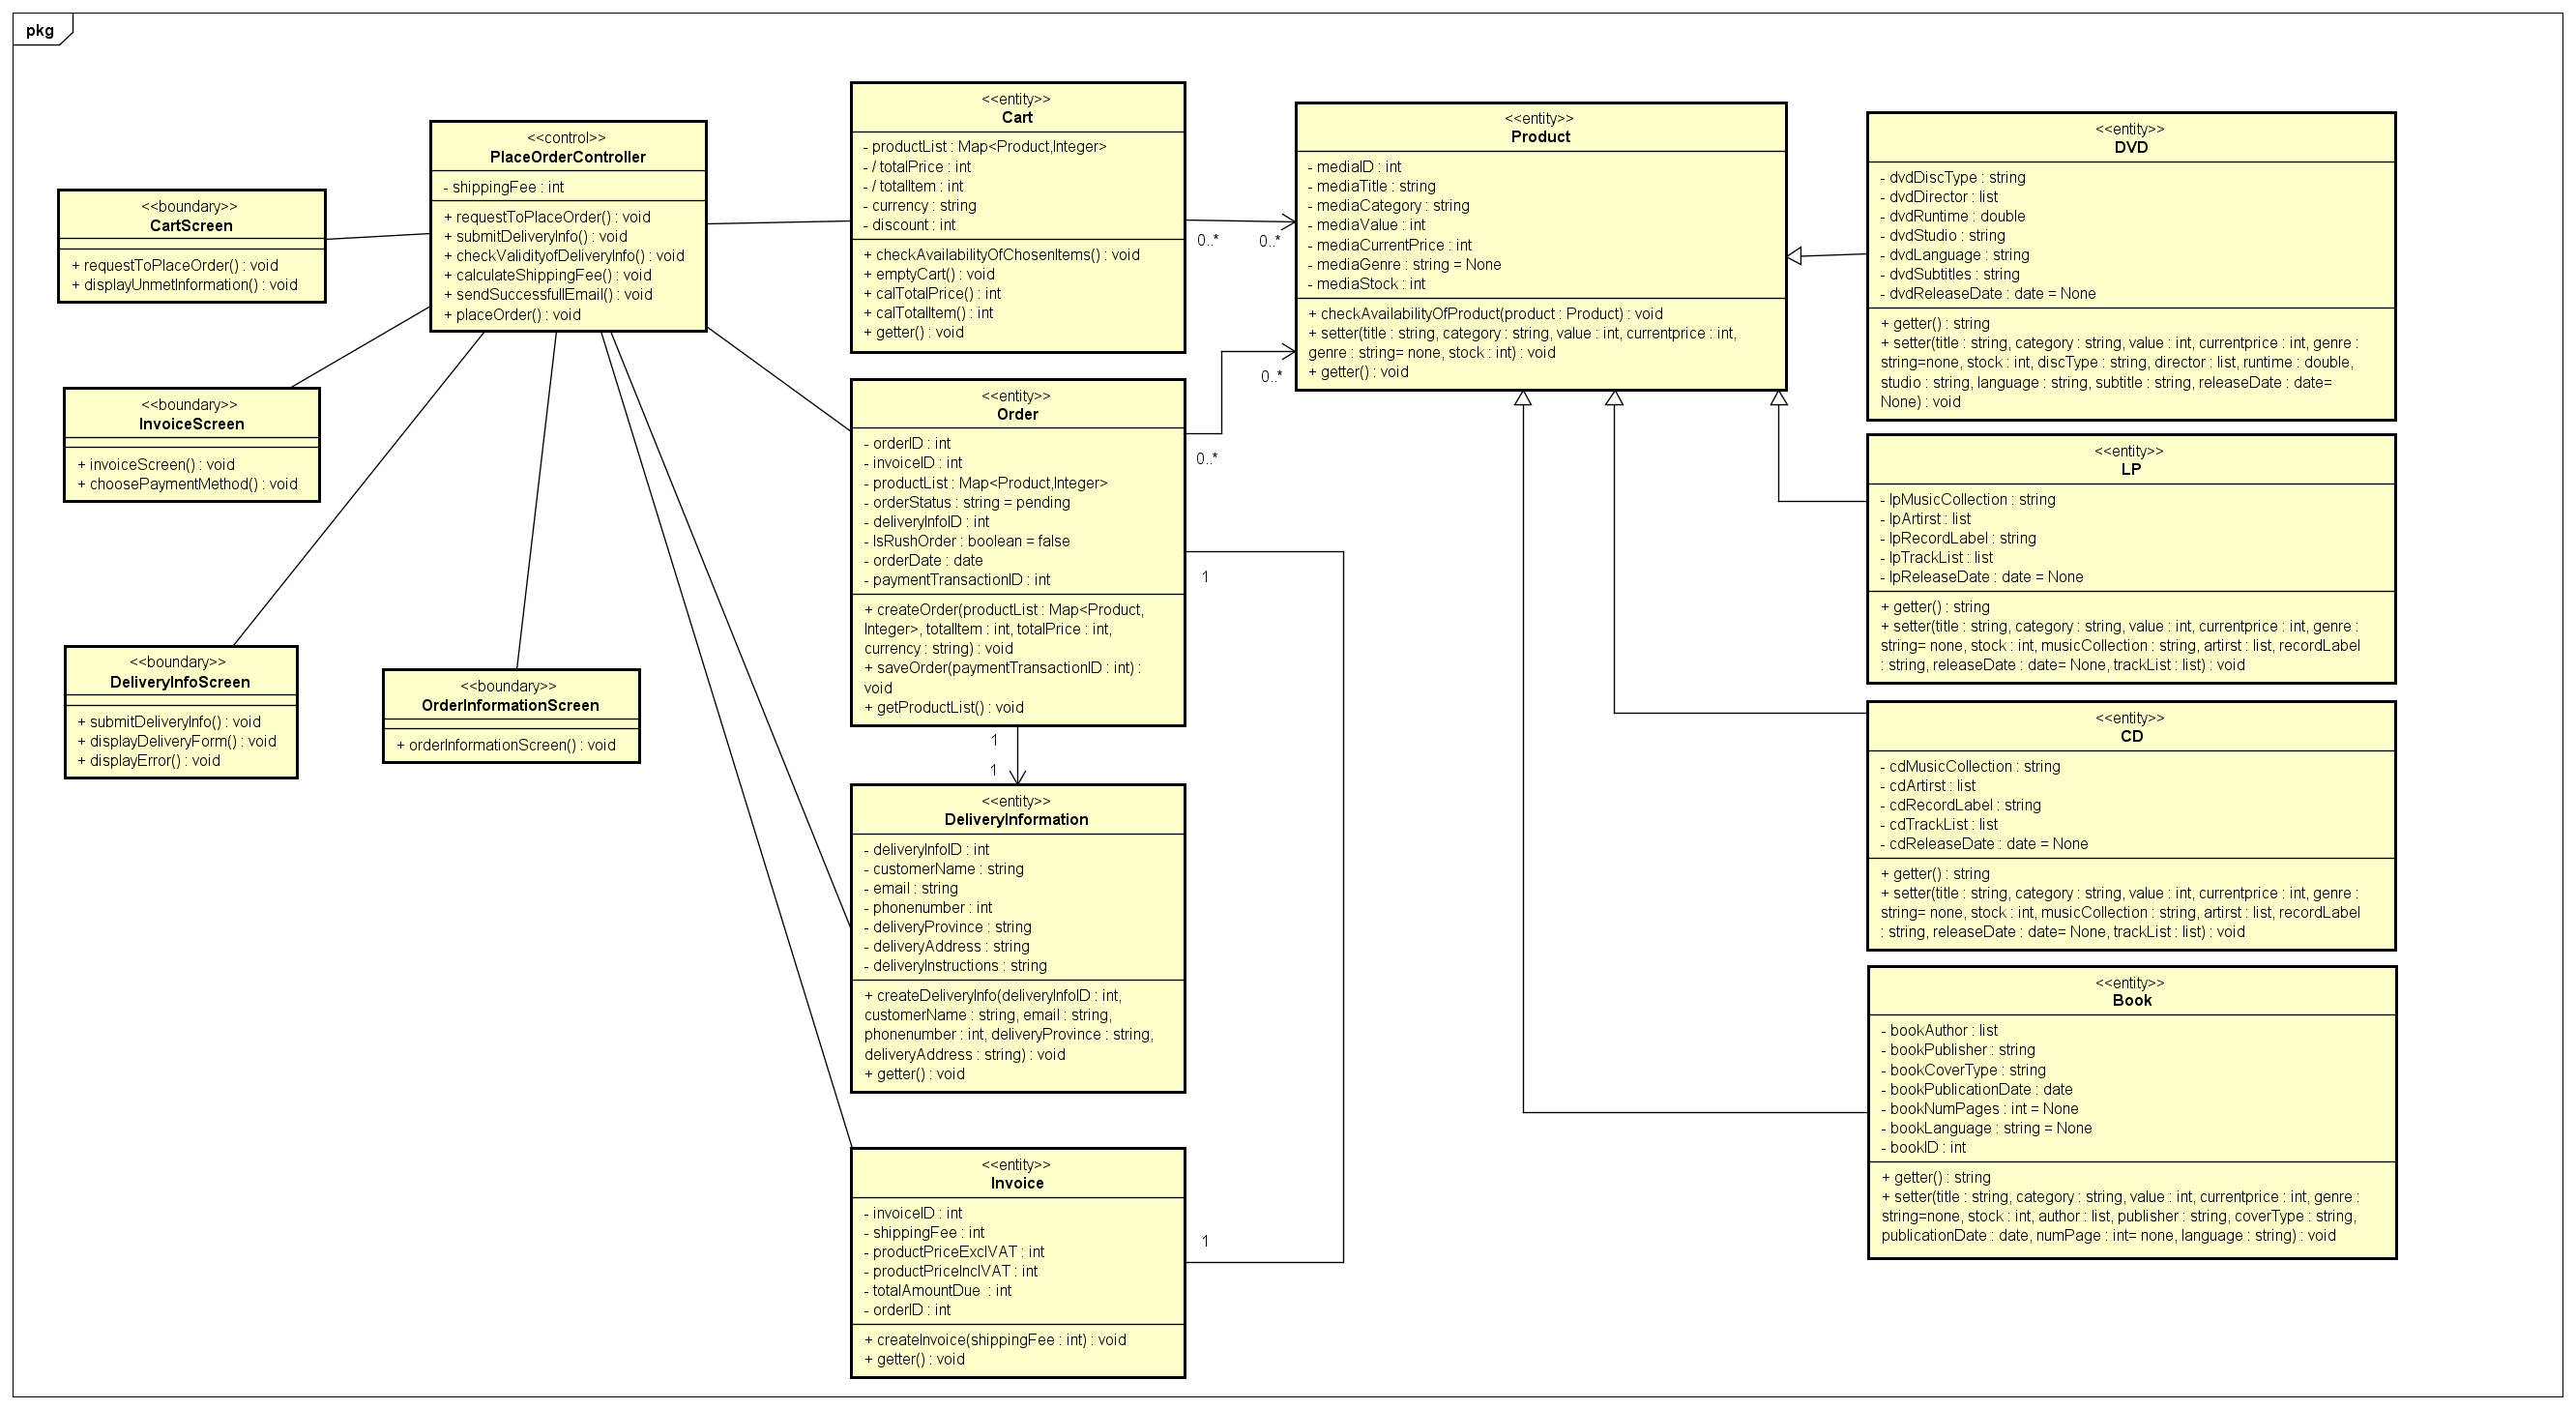 pkg
<<boundary>>
CartScreen
+ requestToPlaceOrder() : void
+ displayUnmetInformation() : void
<<boundary>>
InvoiceScreen
+ invoiceScreen() : void
+ choosePaymentMethod() : void
<<boundary>>
DeliveryInfoScreen
+ submitDeliveryInfo() : void
+ displayDeliveryForm() : void
+ displayError() : void
<<boundary>>
OrderInformationScreen
+ orderInformationScreen() : void
<<control>>
PlaceOrderController
- shippingFee : int
+ requestToPlaceOrder() : void
+ submitDeliveryInfo() : void
+ checkValidityofDeliveryInfo() : void
+ calculateShippingFee() : void
+ sendSuccessfullEmail() : void
+ placeOrder() : void
<<entity>>
Cart
- productList : Map<Product,Integer>
- / totalPrice : int
- / totalItem : int
- currency : string
- discount : int
+ checkAvailabilityOfChosenItems() : void
+ emptyCart() : void
+ calTotalPrice() : int
+ calTotalItem() : int
+ getter() : void
0..*
0..*
<<entity>>
Order
- orderID : int
- invoiceID : int
- productList : Map<Product,Integer>
- orderStatus : string = pending
- deliveryInfoID : int
- IsRushOrder : boolean = false
- orderDate : date
- paymentTransactionID : int
+ createOrder(productList : Map<Product,
Integer>, totalItem : int, totalPrice : int,
currency : string) : void
+ saveOrder(paymentTransactionID : int) :
void
+ getProductList() : void
0..*
0..*
1
1
1
<<entity>>
DeliveryInformation
- deliveryInfoID : int
- customerName : string
- email : string
- phonenumber : int
- deliveryProvince : string
- deliveryAddress : string
- deliveryInstructions : string
+ createDeliveryInfo(deliveryInfoID : int,
customerName : string, email : string,
phonenumber : int, deliveryProvince : string,
deliveryAddress : string) : void
+ getter() : void
<<entity>>
Invoice
- invoiceID : int
- shippingFee : int
- productPriceExclVAT : int
- productPriceInclVAT : int
- totalAmountDue : int
- orderID : int
+ createInvoice(shippingFee : int) : void
+ getter() : void
1
<<entity>>
Product
- mediaID : int
- mediaTitle : string
- mediaCategory : string
- mediaValue : int
- mediaCurrentPrice : int
- mediaGenre : string = None
- mediaStock : int
+ checkAvailabilityOfProduct(product : Product) : void
+ setter(title : string, category : string, value : int, currentprice : int,
genre : string= none, stock : int) : void
+ getter() : void
<<entity>>
DVD
- dvdDiscType : string
- dvdDirector : list
- dvdRuntime : double
- dvdStudio : string
- dvdLanguage : string
- dvdSubtitles : string
- dvdReleaseDate : date = None
+ getter() : string
+ setter(title : string, category : string, value : int, currentprice : int, genre :
string=none, stock : int, discType : string, director : list, runtime : double,
studio : string, language : string, subtitle : string, releaseDate : date=
None) : void
<<entity>>
LP
- lpMusicCollection : string
- lpArtirst : list
- lpRecordLabel : string
- lpTrackList : list
- lpReleaseDate : date = None
+ getter() : string
+ setter(title : string, category : string, value : int, currentprice : int, genre :
string= none, stock : int, musicCollection : string, artirst : list, recordLabel
: string, releaseDate : date= None, trackList : list) : void
<<entity>>
CD
- cdMusicCollection : string
- cdArtirst : list
- cdRecordLabel : string
- cdTrackList : list
- cdReleaseDate : date = None
+ getter() : string
+ setter(title : string, category : string, value : int, currentprice : int, genre :
string= none, stock : int, musicCollection : string, artirst : list, recordLabel
: string, releaseDate : date= None, trackList : list) : void
<<entity>>
Book
- bookAuthor : list
- bookPublisher : string
- bookCoverType : string
- bookPublicationDate : date
- bookNumPages : int = None
- bookLanguage : string = None
- bookID : int
+ getter() : string
+ setter(title : string, category : string, value : int, currentprice : int, genre :
string=none, stock : int, author : list, publisher : string, coverType : string,
publicationDate : date, numPage : int= none, language : string) : void